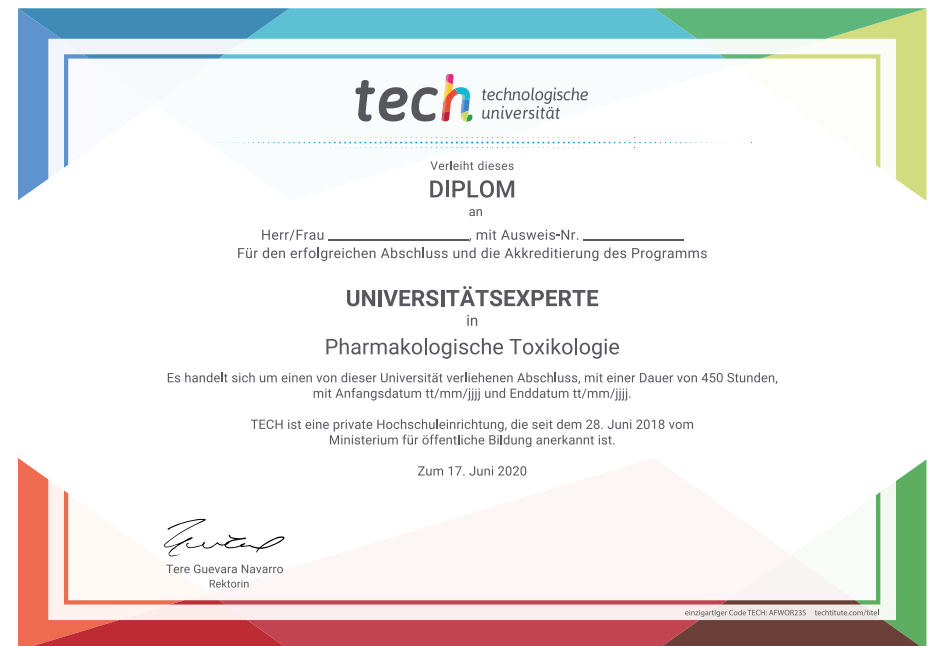 tech technologische
universität
Verleiht dieses
DIPLOM
an
Herr/Frau ____________________, mit Ausweis-Nr. ______________
Für den erfolgreichen Abschluss und die Akkreditierung des Programms
UNIVERSITÄTSEXPERTE
in
Pharmakologische Toxikologie
Es handelt sich um einen von dieser Universität verliehenen Abschluss, mit einer Dauer von 450 Stunden,
mit Anfangsdatum tt/mm/jjjj und Enddatum tt/mm/jjjj.
TECH ist eine private Hochschuleinrichtung, die seit dem 28. Juni 2018 vom
Ministerium für öffentliche Bildung anerkannt ist.
Zum 17. Juni 2020
Tere Guevara Navarro
Rektorin
einzigartiger Code TECH: AFWOR23S techtitute.com/titel